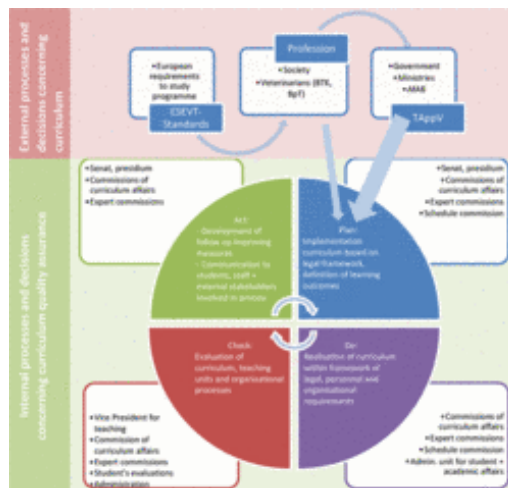 External processes and
decisions concerning
curriculum
• European
requirements
to study
programme
Profession
• Society
• Veterinarians (BTK,
BpT)
• Government
• Ministries
Standards
TAppV
• Senat, presidium
• Commissions of
curriculum affairs
• Expert commissions
• Senat, presidium
• Commissions of
curriculum affairs
• Expert commissions
• Schedule commission
Internal processes and decisions
concerning curriculum quality assurance
Act:
- Development of
follow up improving
measures
- Communication to
students, staff +
external stakeholders
involved in process
Plan:
Implementation
curriculum based on
legal framework,
definition of learning
outcomes
Check:
Evaluation of
curriculum, teaching
units and organisational
processes
Do:
Realisation of curriculum
within framework of
legal, personnel and
organisational
requirements
• Vice President for
teaching
• Commission of
curriculum affairs
• Expert commissions
• Student's evaluations
• Administration
• Commissions of
curriculum affairs
• Expert commissions
• Schedule commission
• Admin. unit for student +
academic affairs